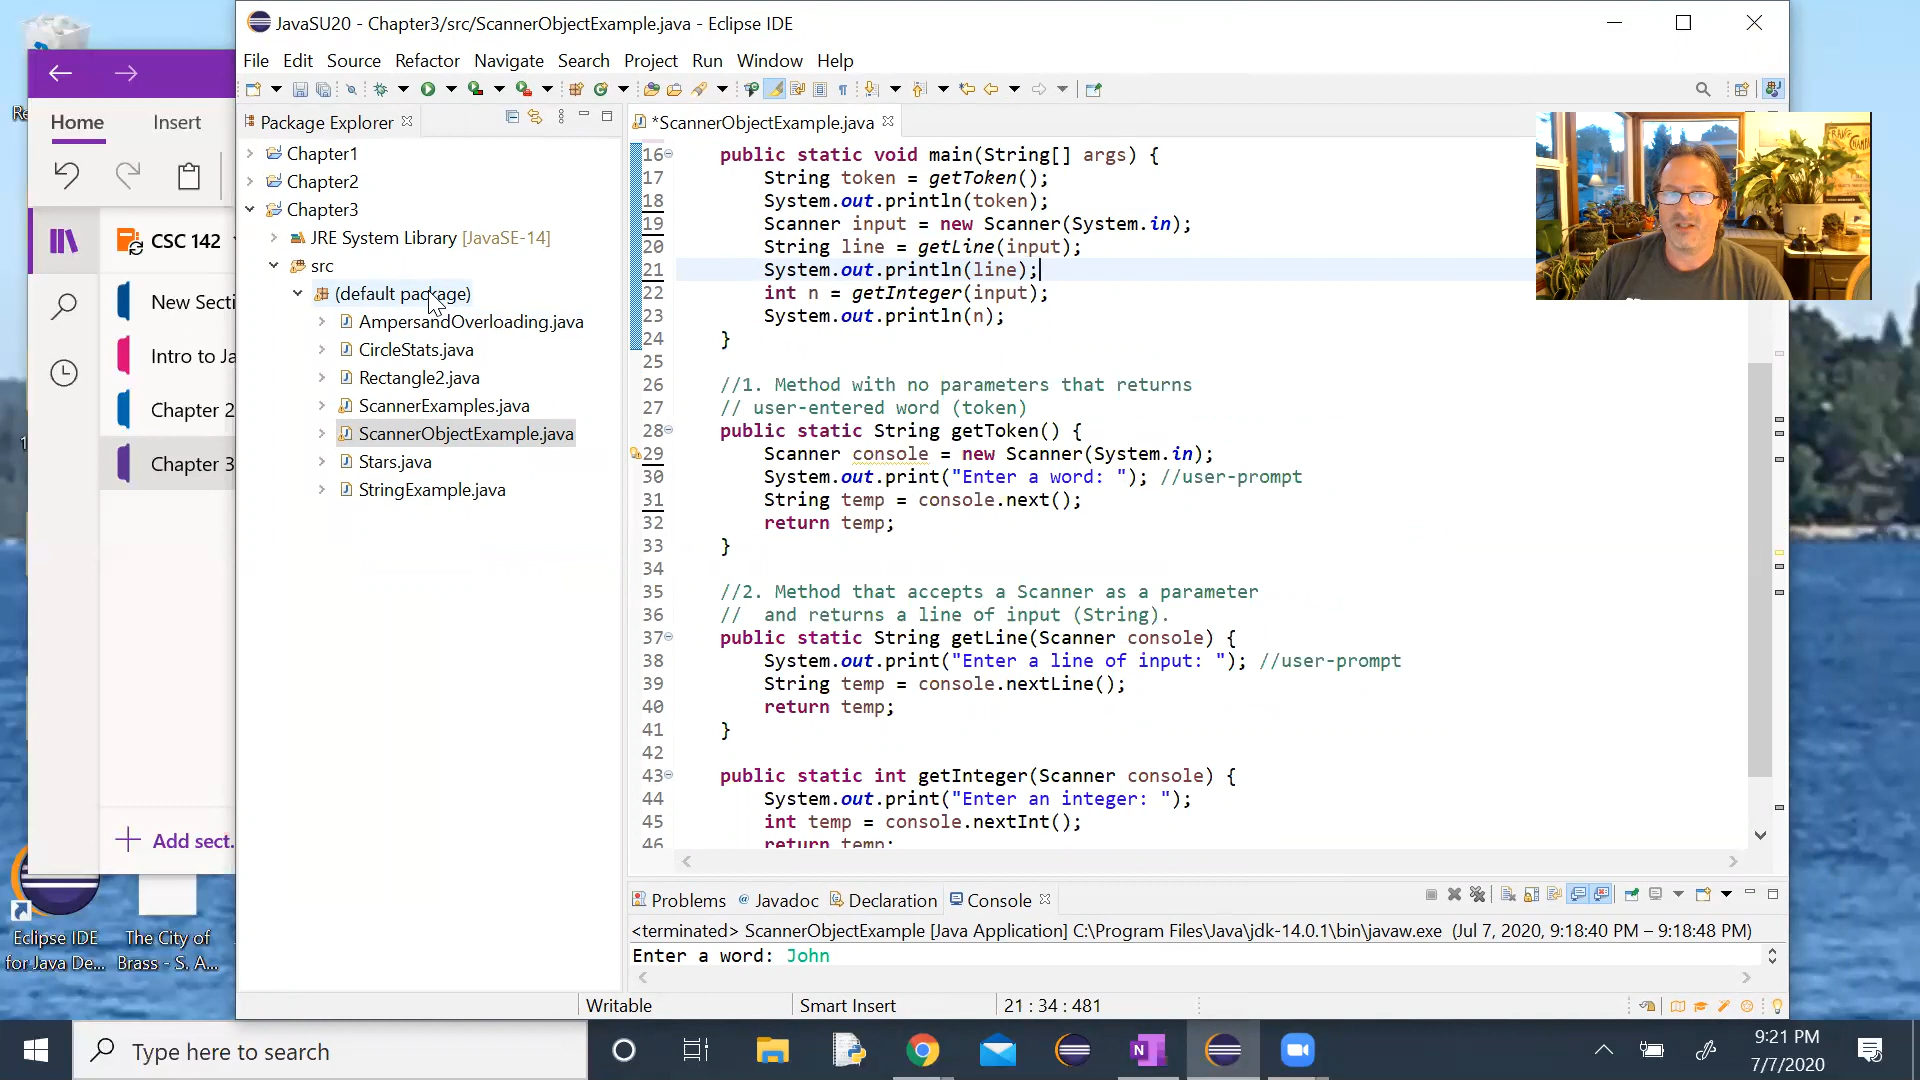 JavaSU20 - Chapter3/src/ScannerObjectExample.java - Eclipse IDE
File Edit Source Refactor Navigate Search Project Run Window Help
Home Insert
CSC 142
New Secti
Intro to Ja
Chapter 2
Chapter 3
Add sect.
Package Explorer
Chapter1
Chapter2
Chapter3
JRE System Library [JavaSE-14]
src
(default package)
AmpersandOverloading.java
CircleStats.java
Rectangle2.java
ScannerExamples.java
ScannerObjectExample.java
Stars.java
StringExample.java
*ScannerObjectExample.java
16 public static void main(String[] args) {
17 String token = getToken();
18 System.out.println(token);
19 Scanner input = new Scanner(System.in);
20 String line = getLine(input);
21 System.out.println(line);
22 int n = getInteger(input);
23 System.out.println(n);
24 }
25
26 //1. Method with no parameters that returns
27 // user-entered word (token)
28 public static String getToken() {
29 Scanner console = new Scanner(System.in);
30 System.out.print("Enter a word: "); //user-prompt
31 String temp = console.next();
32 return temp;
33 }
34
35 //2. Method that accepts a Scanner as a parameter
36 // and returns a line of input (String).
37 public static String getLine(Scanner console) {
38 System.out.print("Enter a line of input: "); //user-prompt
39 String temp = console.nextLine();
40 return temp;
41 }
42
43 public static int getInteger(Scanner console) {
44 System.out.print("Enter an integer: ");
45 int temp = console.nextInt();
46 return temp;
Problems Javadoc Declaration Console
<terminated> ScannerObjectExample [Java Application] C:\Program Files\Java\jdk-14.0.1\bin\javaw.exe (Jul 7, 2020, 9:18:40 PM – 9:18:48 PM)
Enter a word: John
Writable Smart Insert 21 : 34 : 481
Eclipse IDE
for Java De...
The City of
Brass - S. A...
Type here to search
9:21 PM
7/7/2020